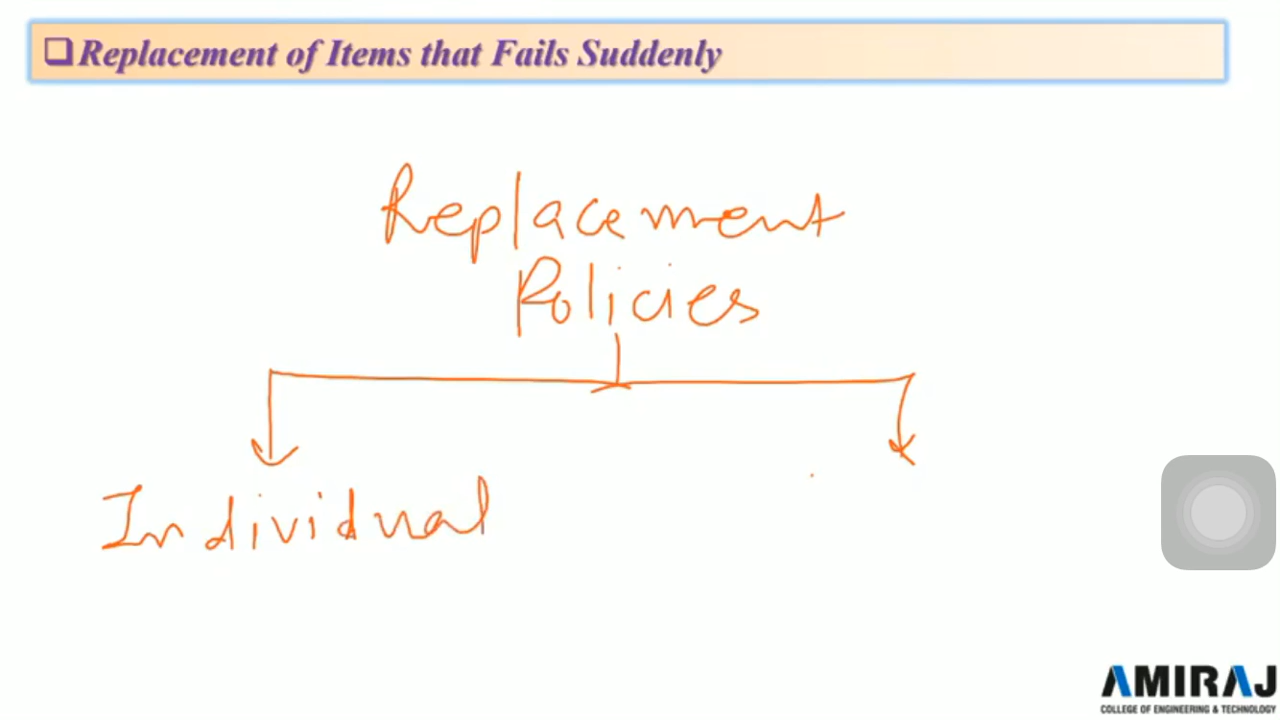 Replacement of Items that Fails Suddenly
Replacement
Policies
Individual
AMIRAJ
COLLEGE OF ENGINEERING & TECHNOLOGY